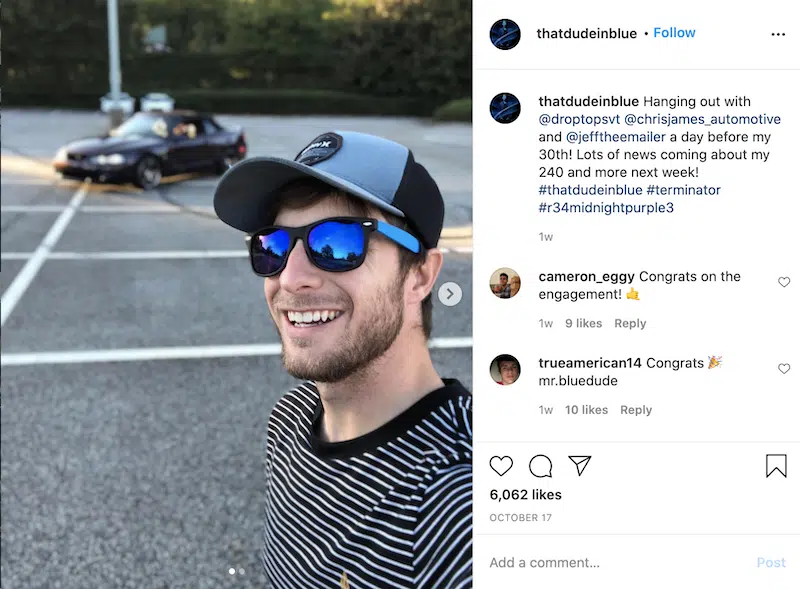 thatdudeinblue • Follow
thatdudeinblue Hanging out with
@droptopsvt @chrisjames_automotive
and @jefftheemailer a day before my
30th! Lots of news coming about my
240 and more next week!
#thatdudeinblue #terminator
#r34midnightpurple3
1w
cameron_eggy Congrats on the
engagement! 🤙
1w 9 likes Reply
trueamerican14 Congrats 🎉
mr.bluedude
1w 10 likes Reply
6,062 likes
OCTOBER 17
Add a comment... Post